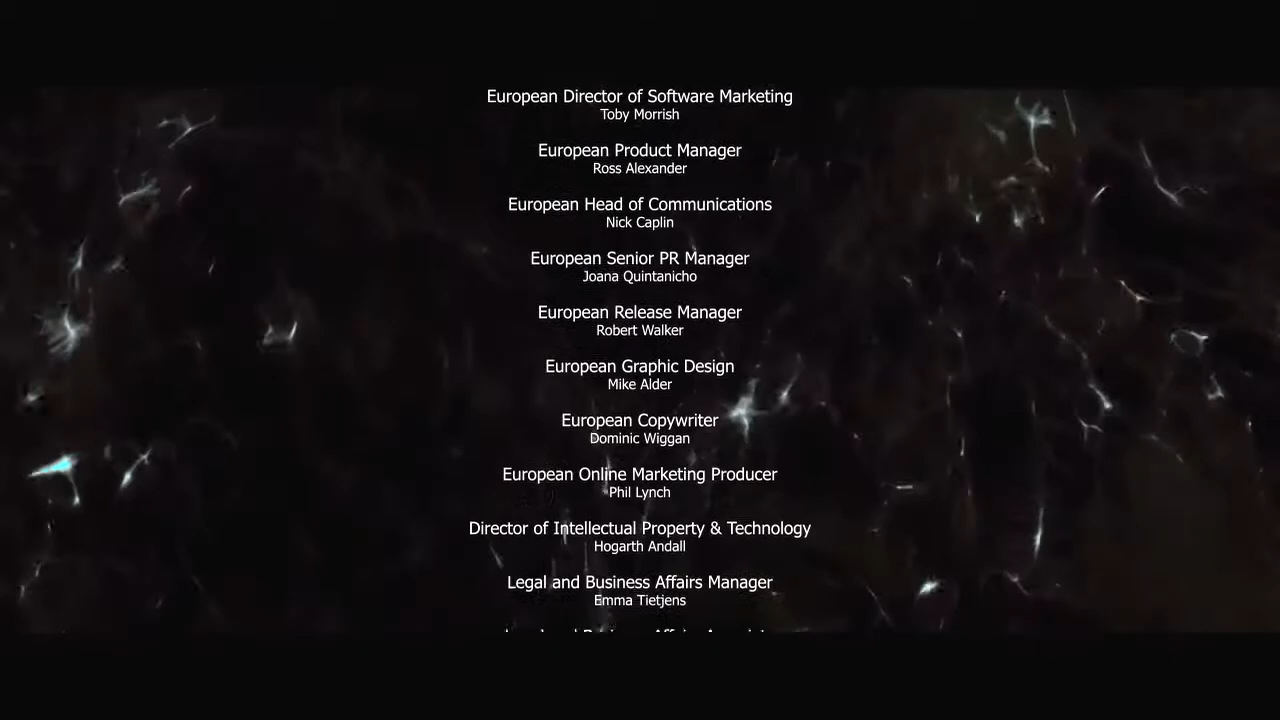 European Director of Software Marketing
Toby Morrish
European Product Manager
Ross Alexander
European Head of Communications
Nick Caplin
European Senior PR Manager
Joana Quintanicho
European Release Manager
Robert Walker
European Graphic Design
Mike Alder
European Copywriter
Dominic Wiggan
European Online Marketing Producer
Phil Lynch
Director of Intellectual Property & Technology
Hogarth Andall
Legal and Business Affairs Manager
Emma Tietjens